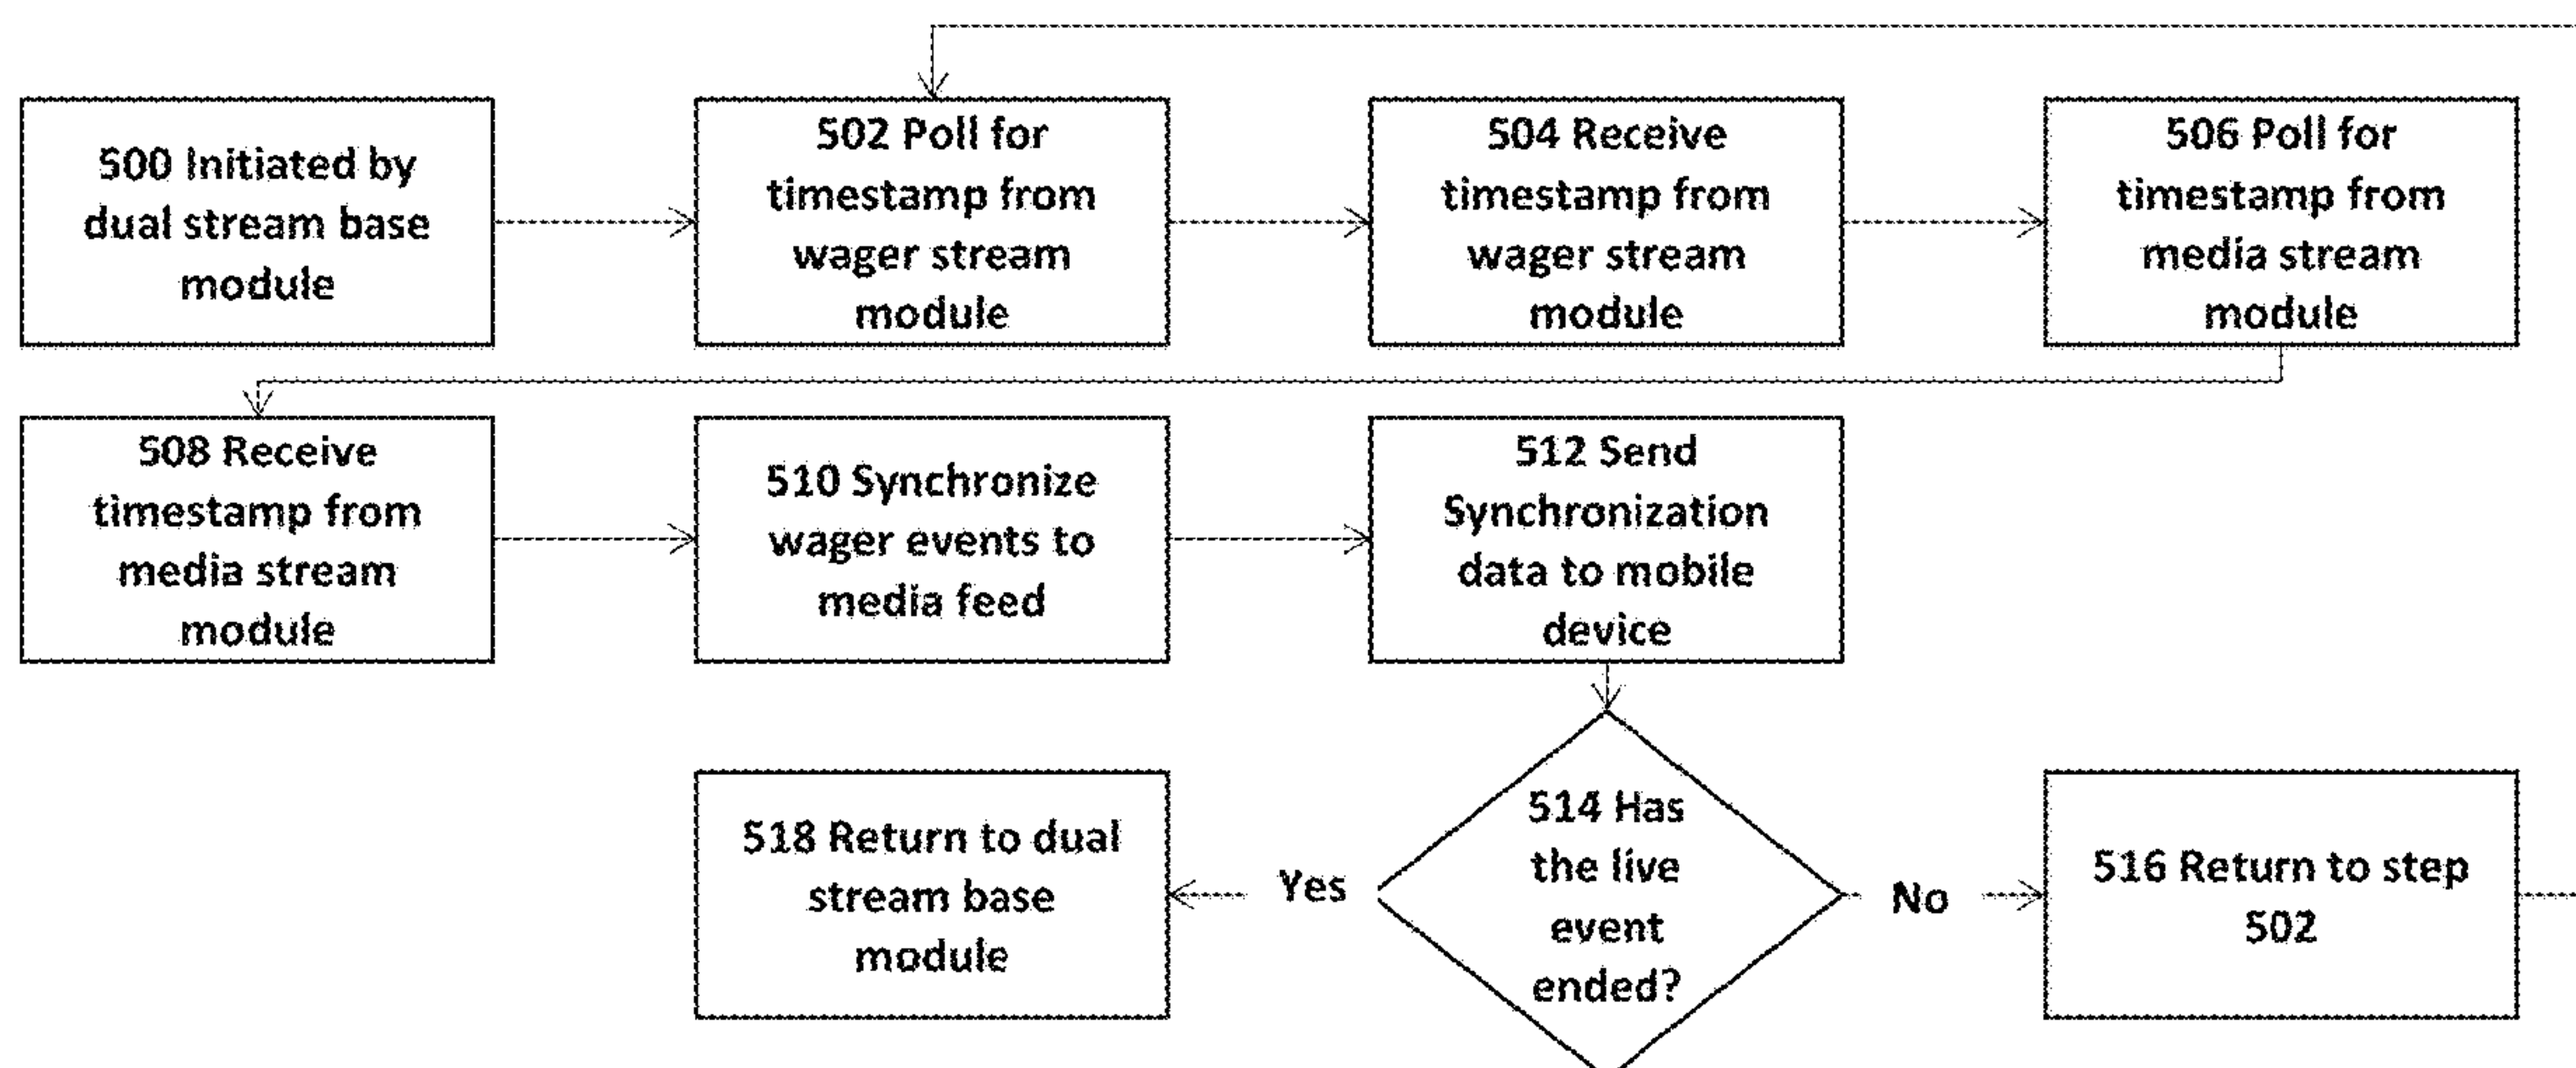 500 Initiated by
dual stream base
module
502 Poll for
timestamp from
wager stream
module
504 Receive
timestamp from
wager stream
module
506 Poll for
timestamp from
media stream
module
508 Receive
timestamp from
media stream
module
510 Synchronize
wager events to
media feed
512 Send
Synchronization
data to mobile
device
518 Return to dual
stream base
module
Yes
514 Has
the live
event
ended?
No
516 Return to step
502